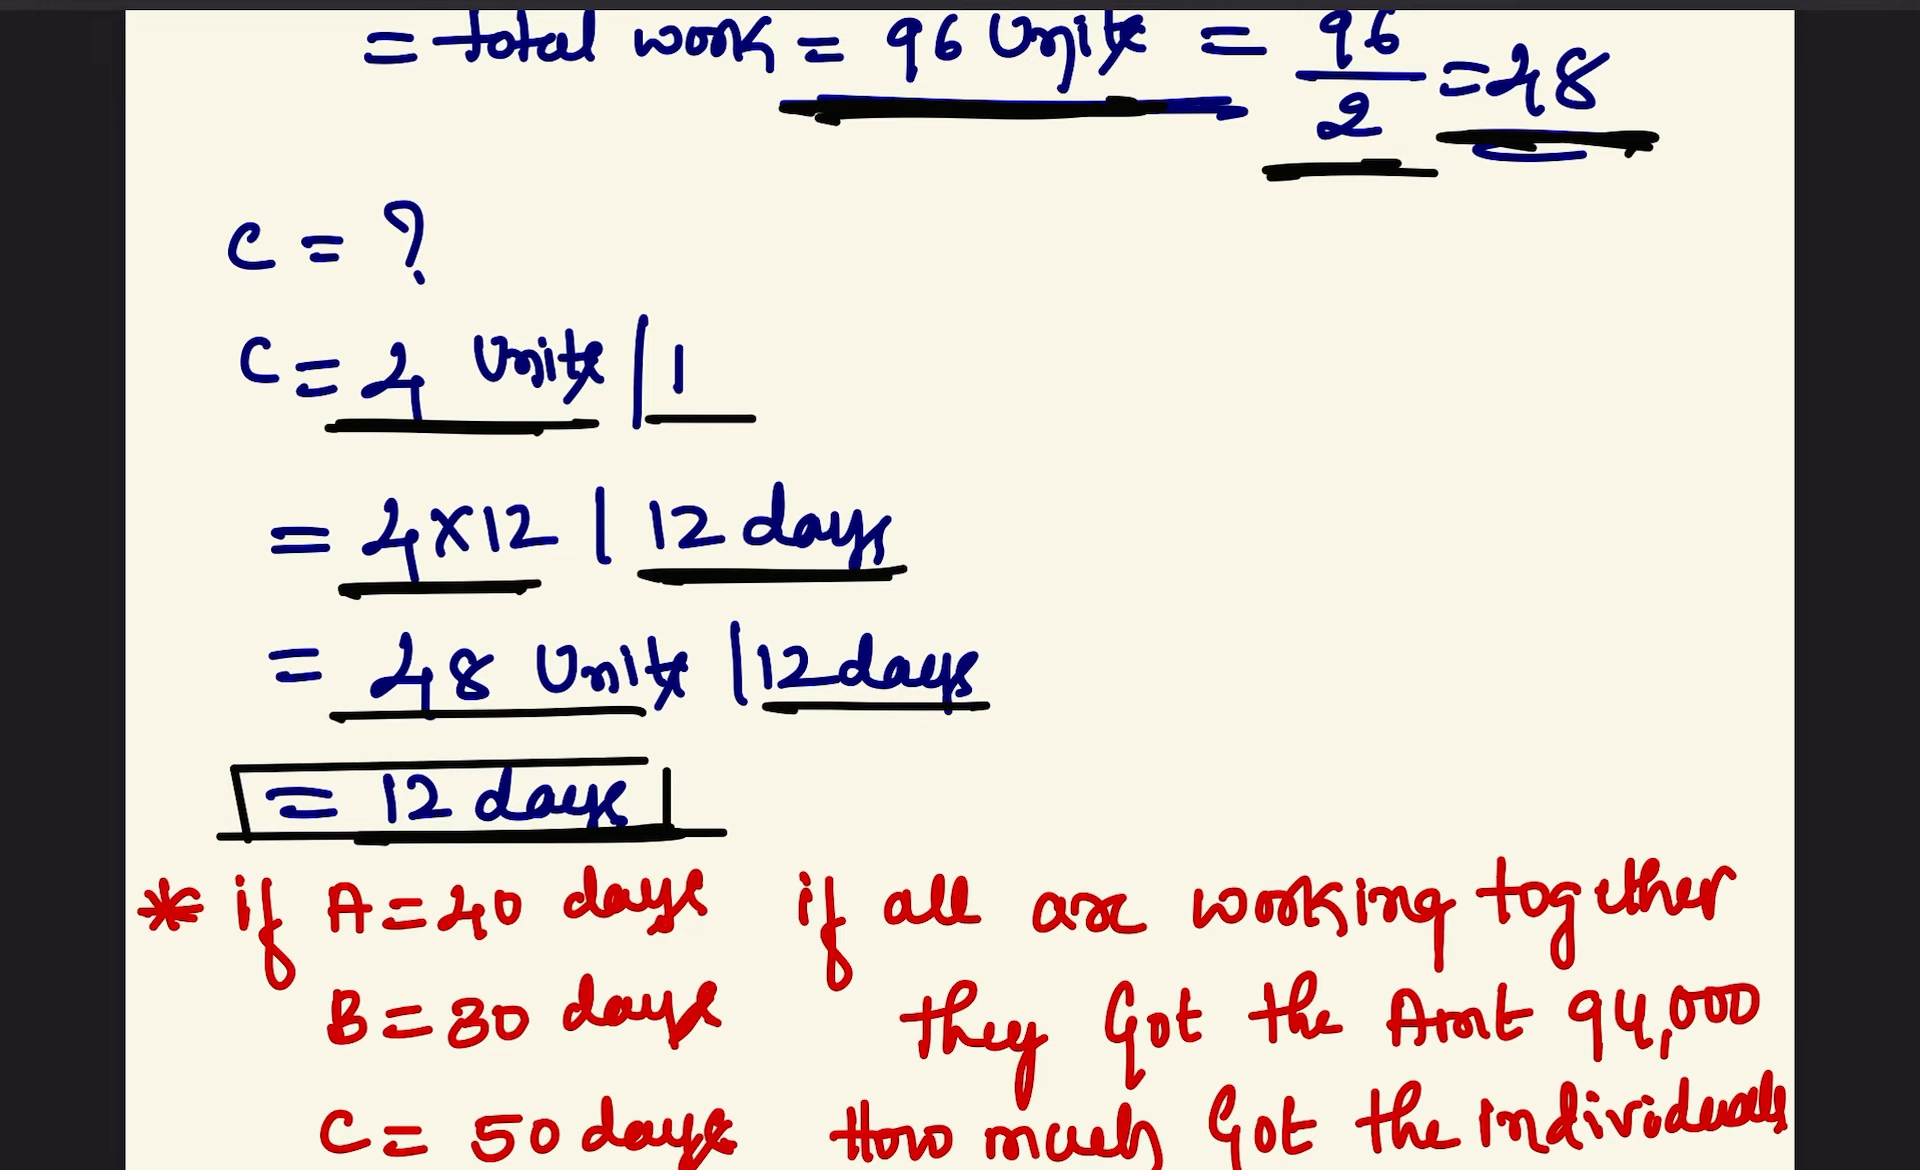 = total work = 96 Units = 96/2 = 48
C = ?
C = 4 Units | 1
= 4×12 | 12 days
= 48 Units | 12 days
= 12 days
* if A = 40 days if all are working together
B = 30 days they Got the Amt 94,000
C = 50 days How much Got the individuals